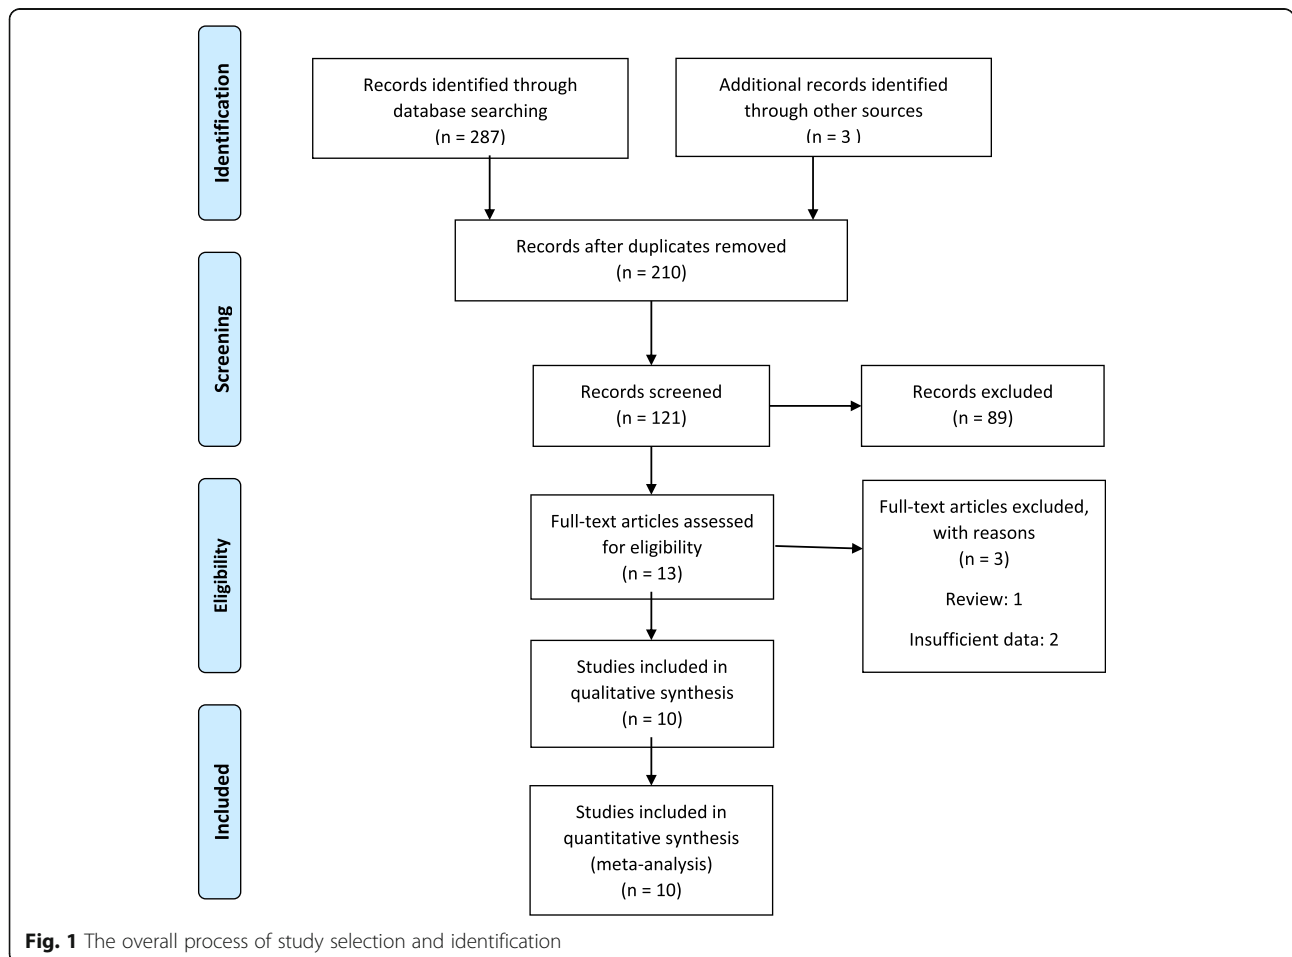 Identification
Records identified through
database searching
(n = 287)
Additional records identified
through other sources
(n = 3 )
Records after duplicates removed
(n = 210)
Screening
Records screened
(n = 121)
Records excluded
(n = 89)
Eligibility
Full-text articles assessed
for eligibility
(n = 13)
Full-text articles excluded,
with reasons
(n = 3)
Review: 1
Insufficient data: 2
Studies included in
qualitative synthesis
(n = 10)
Included
Studies included in
quantitative synthesis
(meta-analysis)
(n = 10)
Fig. 1 The overall process of study selection and identification